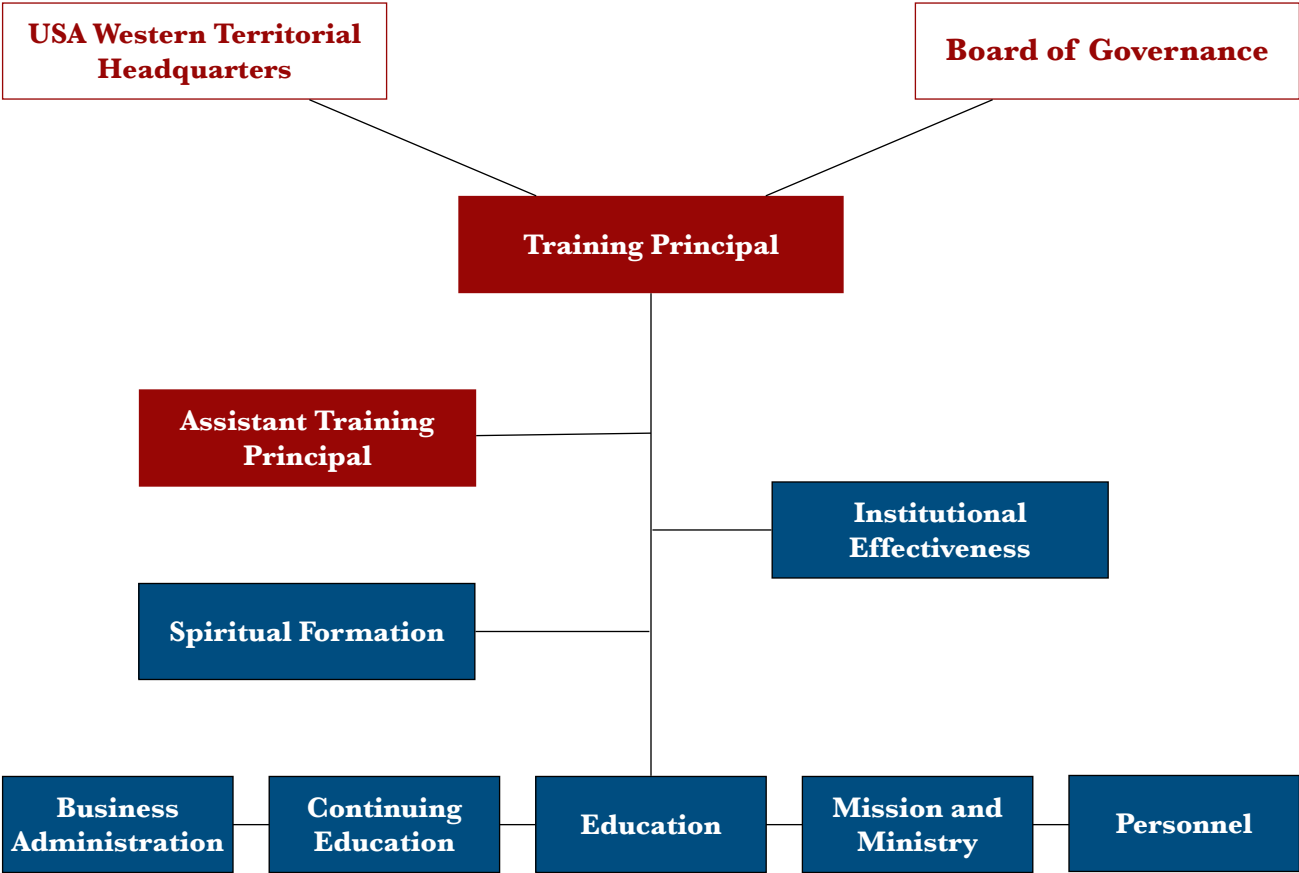 USA Western Territorial
Headquarters
Board of Governance
Training Principal
Assistant Training
Principal
Institutional
Effectiveness
Spiritual Formation
Business
Administration
Continuing
Education
Education
Mission and
Ministry
Personnel